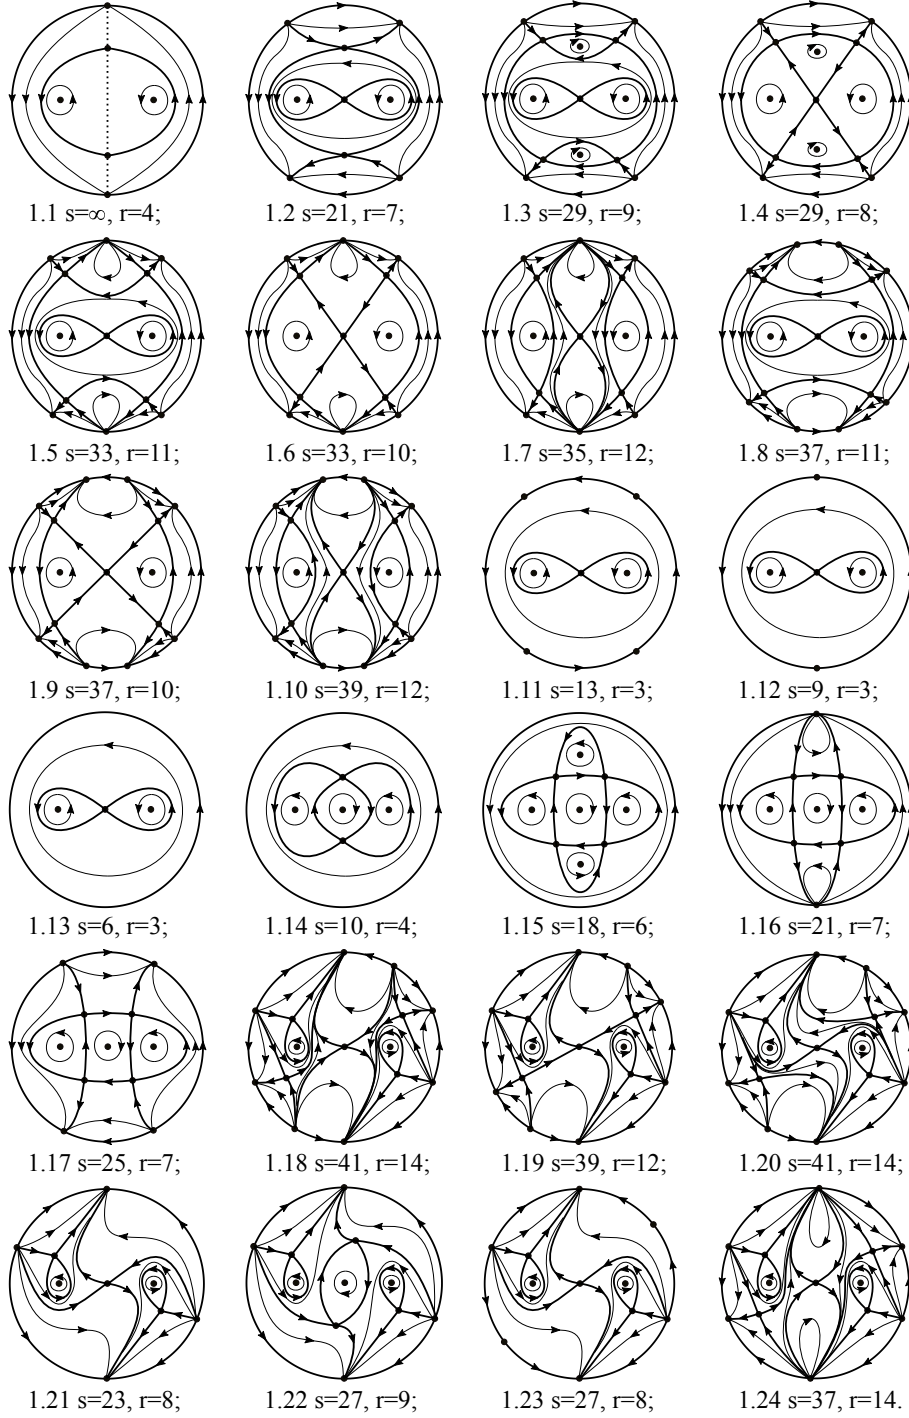 1.1 s=∞, r=4; 1.2 s=21, r=7; 1.3 s=29, r=9; 1.4 s=29, r=8;
1.5 s=33, r=11; 1.6 s=33, r=10; 1.7 s=35, r=12; 1.8 s=37, r=11;
1.9 s=37, r=10; 1.10 s=39, r=12; 1.11 s=13, r=3; 1.12 s=9, r=3;
1.13 s=6, r=3; 1.14 s=10, r=4; 1.15 s=18, r=6; 1.16 s=21, r=7;
1.17 s=25, r=7; 1.18 s=41, r=14; 1.19 s=39, r=12; 1.20 s=41, r=14;
1.21 s=23, r=8; 1.22 s=27, r=9; 1.23 s=27, r=8; 1.24 s=37, r=14.